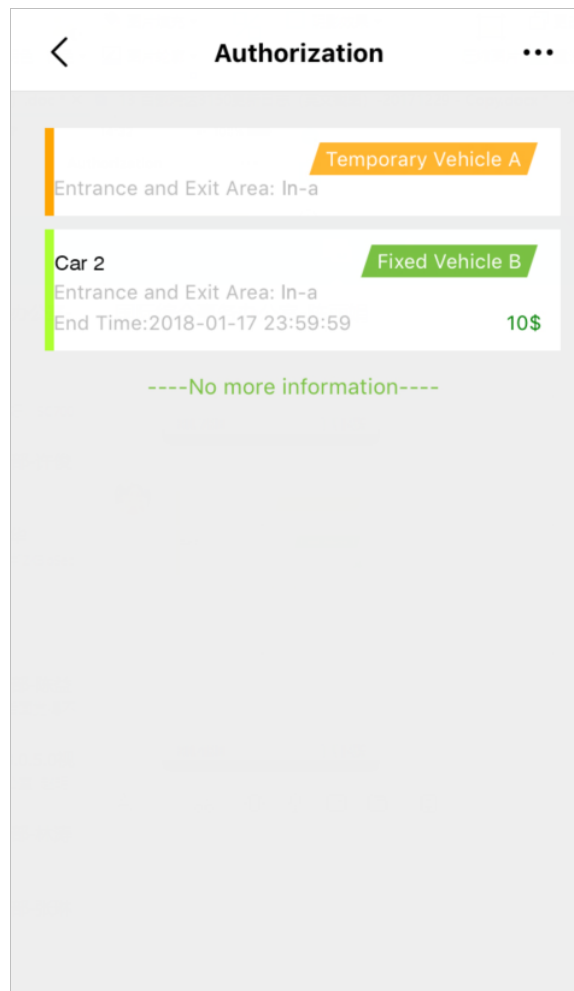 Authorization
Temporary Vehicle A
Entrance and Exit Area: In-a
Car 2
Fixed Vehicle B
Entrance and Exit Area: In-a
End Time:2018-01-17 23:59:59
10$
----No more information----